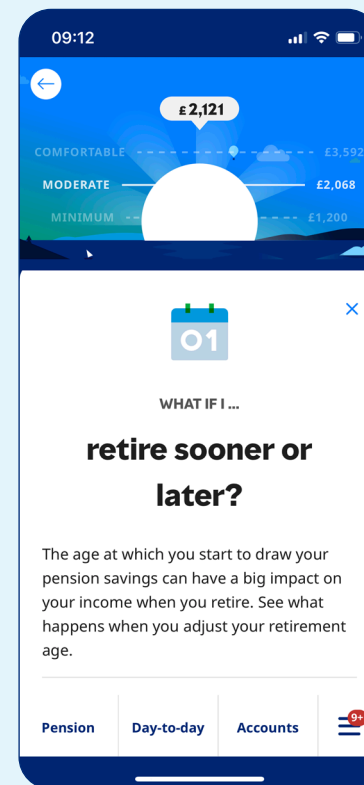 09:12
£2,121
COMFORTABLE £3,592
MODERATE £2,068
MINIMUM £1,200
01
WHAT IF I ...
retire sooner or
later?
The age at which you start to draw your
pension savings can have a big impact on
your income when you retire. See what
happens when you adjust your retirement
age.
Pension Day-to-day Accounts 9+